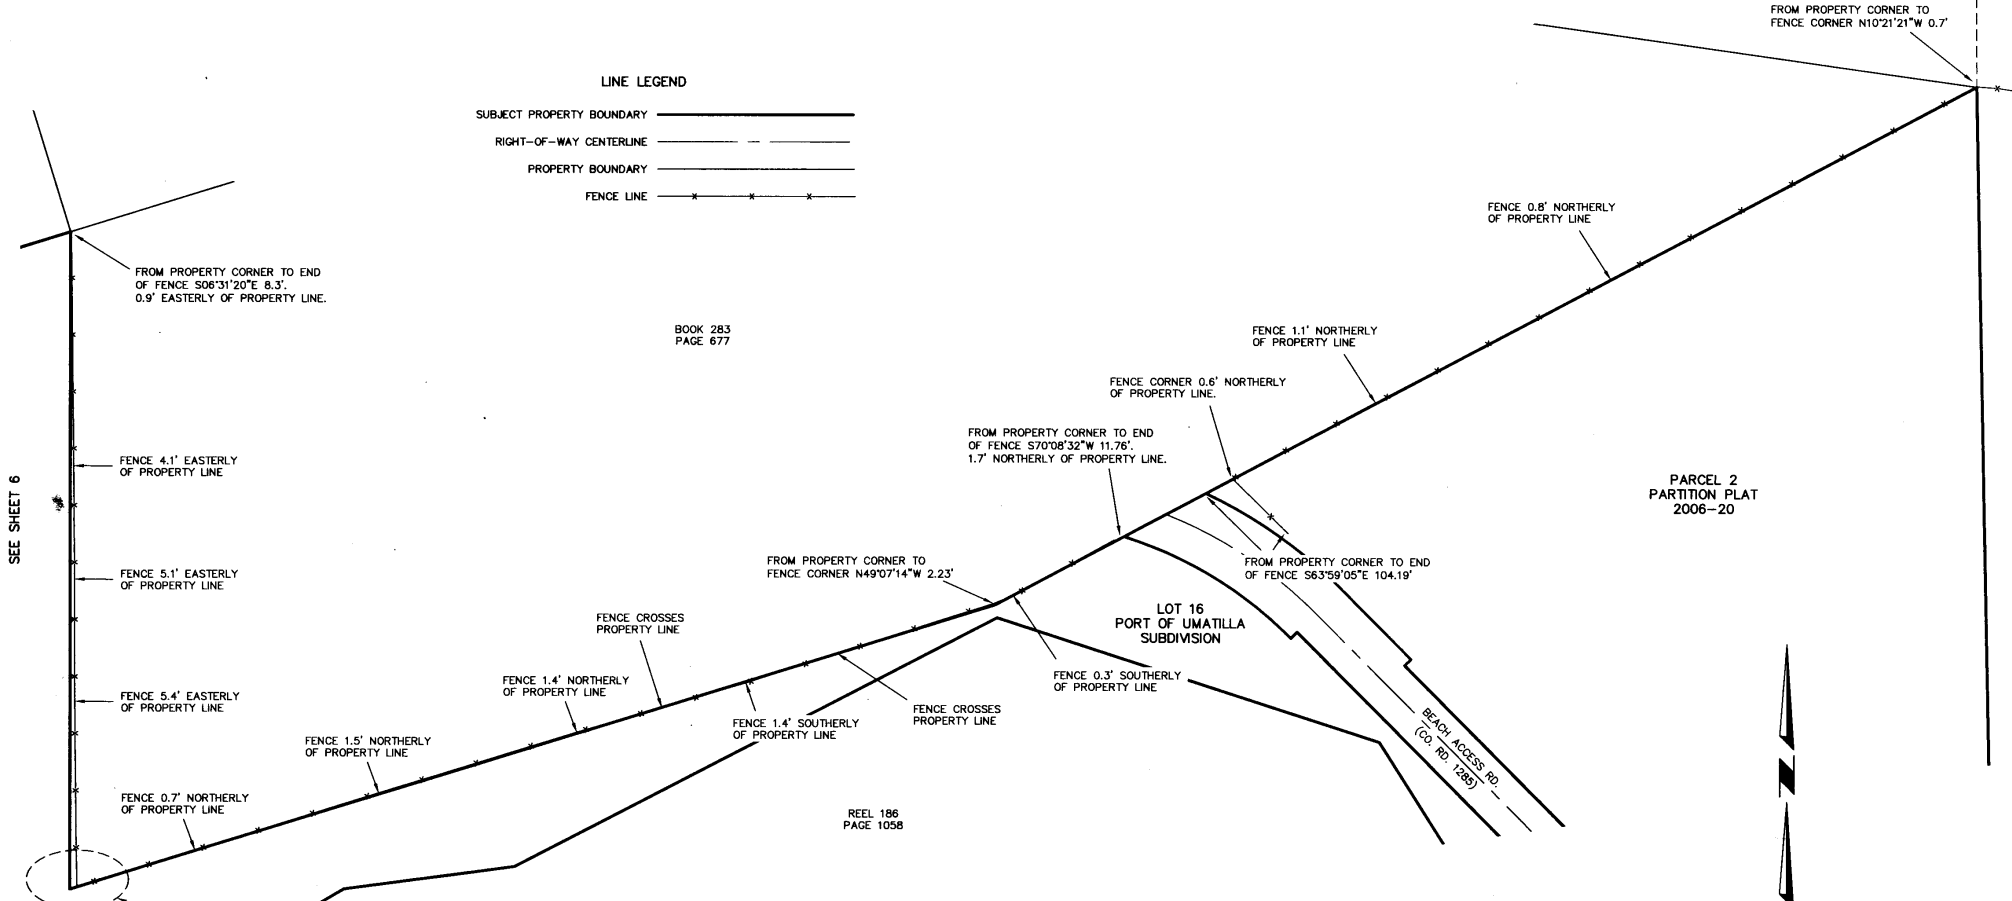 FROM PROPERTY CORNER TO
FENCE CORNER N10°21'21"W 0.7'
LINE LEGEND
SUBJECT PROPERTY BOUNDARY
RIGHT-OF-WAY CENTERLINE
PROPERTY BOUNDARY
FENCE LINE
FENCE 0.8' NORTHERLY
OF PROPERTY LINE
FROM PROPERTY CORNER TO END
OF FENCE S06°31'20"E 8.3'.
0.9' EASTERLY OF PROPERTY LINE.
BOOK 283
PAGE 677
FENCE 1.1' NORTHERLY
OF PROPERTY LINE
FENCE CORNER 0.6' NORTHERLY
OF PROPERTY LINE.
FROM PROPERTY CORNER TO END
OF FENCE S70°08'32"W 11.76'.
1.7' NORTHERLY OF PROPERTY LINE.
FENCE 4.1' EASTERLY
OF PROPERTY LINE
SEE SHEET 6
PARCEL 2
PARTITION PLAT
2006-20
FROM PROPERTY CORNER TO
FENCE CORNER N49°07'14"W 2.23'
FROM PROPERTY CORNER TO END
OF FENCE S63°59'05"E 104.19'
FENCE 5.1' EASTERLY
OF PROPERTY LINE
LOT 16
PORT OF UMATILLA
SUBDIVISION
FENCE CROSSES
PROPERTY LINE
FENCE 1.4' NORTHERLY
OF PROPERTY LINE
FENCE 0.3' SOUTHERLY
OF PROPERTY LINE
FENCE 5.4' EASTERLY
OF PROPERTY LINE
FENCE CROSSES
PROPERTY LINE
FENCE 1.4' SOUTHERLY
OF PROPERTY LINE
BEACH ACCESS RD.
(CO. RD. 1285)
FENCE 1.5' NORTHERLY
OF PROPERTY LINE
FENCE 0.7' NORTHERLY
OF PROPERTY LINE
REEL 186
PAGE 1058
N